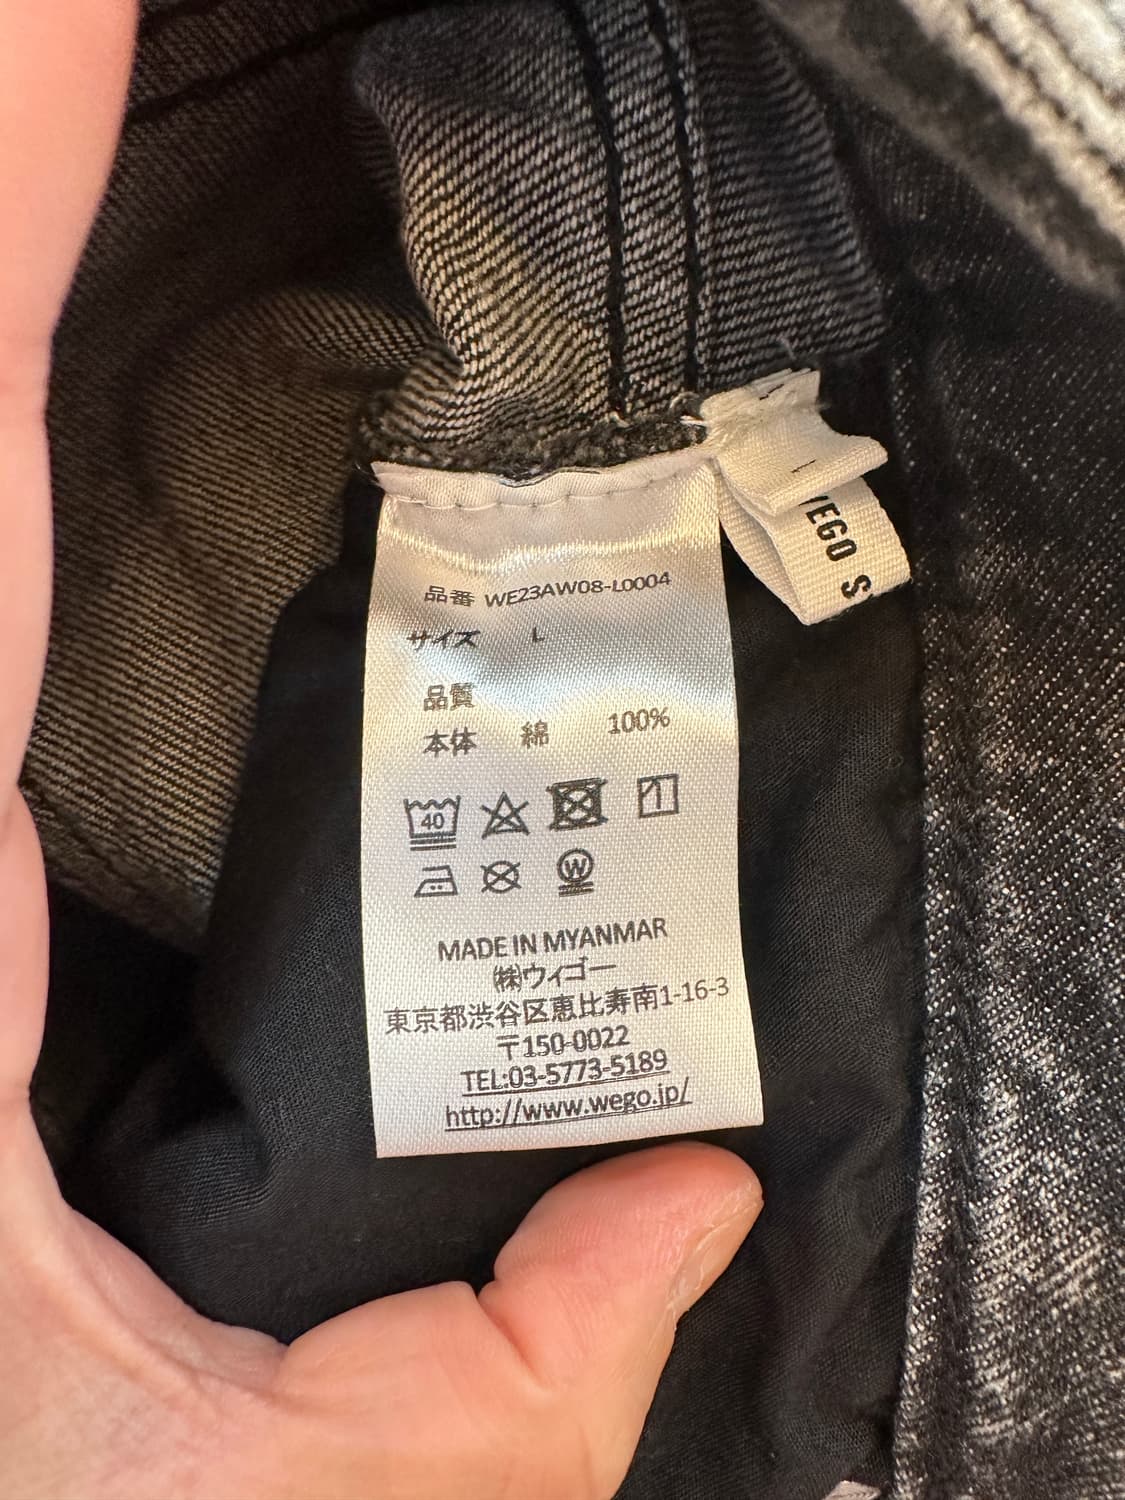 品番 WE23AW08-L0004
サイズ L
品質
本体 綿 100%
40
W
MADE IN MYANMAR
㈱ウィゴー
東京都渋谷区恵比寿南1-16-3
〒150-0022
TEL:03-5773-5189
http://www.wego.jp/
L